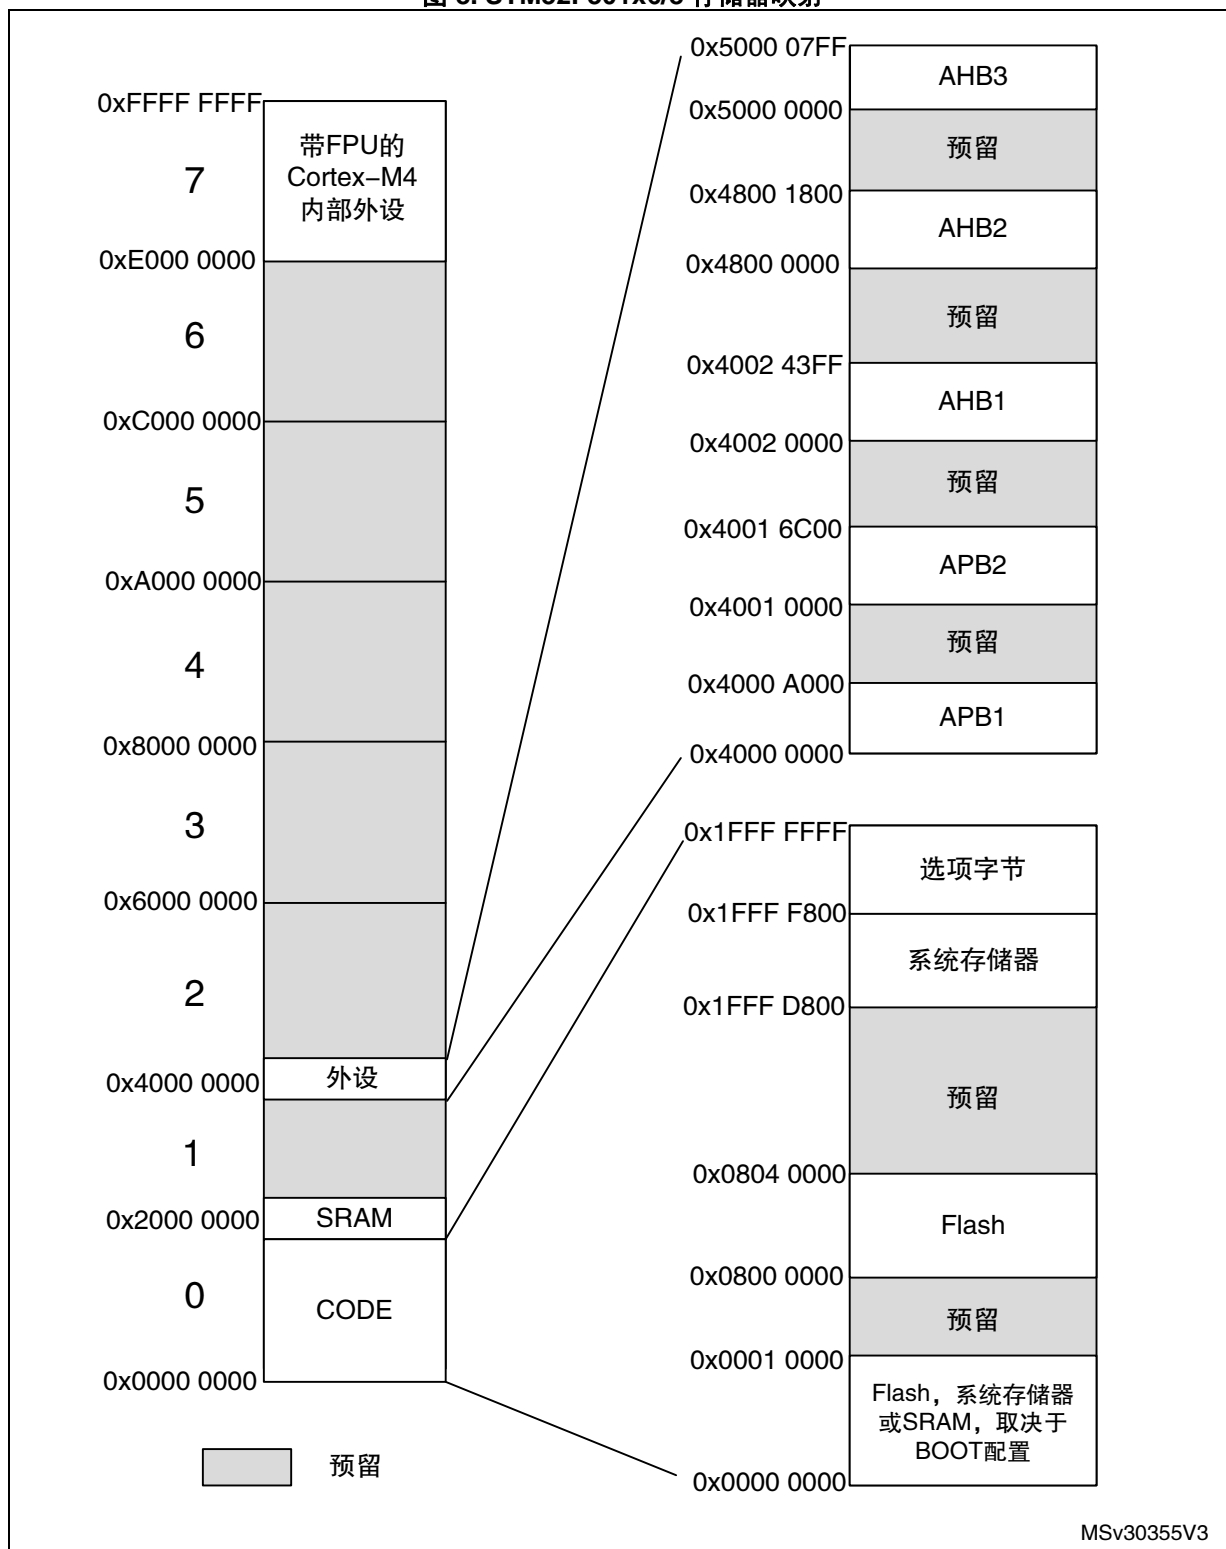 0xFFFF FFFF
7
带FPU的
Cortex–M4
内部外设
0xE000 0000
6
0xC000 0000
5
0xA000 0000
4
0x8000 0000
3
0x6000 0000
2
0x4000 0000
外设
1
0x2000 0000
SRAM
0
CODE
0x0000 0000
预留
0x5000 07FF
AHB3
0x5000 0000
预留
0x4800 1800
AHB2
0x4800 0000
预留
0x4002 43FF
AHB1
0x4002 0000
预留
0x4001 6C00
APB2
0x4001 0000
预留
0x4000 A000
APB1
0x4000 0000
0x1FFF FFFF
选项字节
0x1FFF F800
系统存储器
0x1FFF D800
预留
0x0804 0000
Flash
0x0800 0000
预留
0x0001 0000
Flash，系统存储器
或SRAM，取决于
BOOT配置
0x0000 0000
MSv30355V3